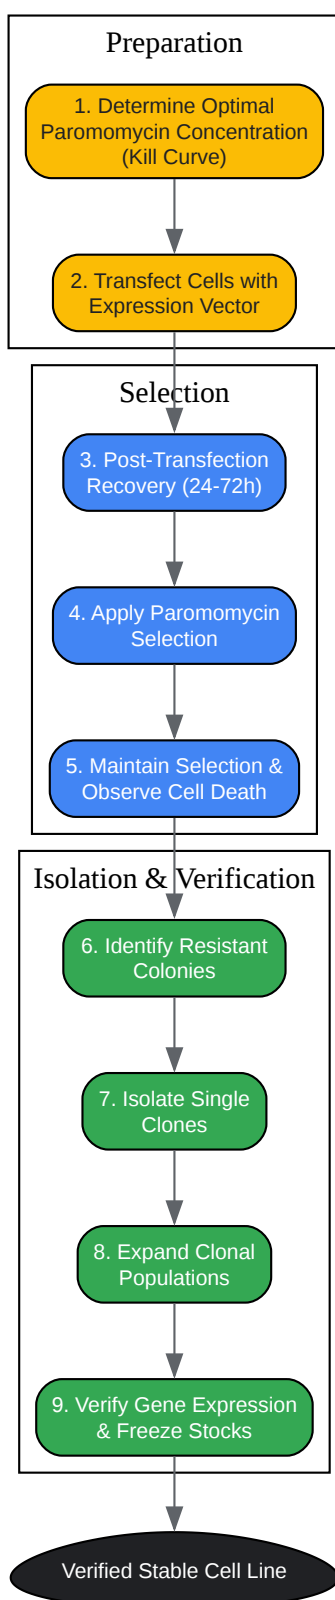 Preparation
1. Determine Optimal
Paromomycin Concentration
(Kill Curve)
2. Transfect Cells with
Expression Vector
Selection
3. Post-Transfection
Recovery (24-72h)
4. Apply Paromomycin
Selection
5. Maintain Selection &
Observe Cell Death
Isolation & Verification
6. Identify Resistant
Colonies
7. Isolate Single
Clones
8. Expand Clonal
Populations
9. Verify Gene Expression
& Freeze Stocks
Verified Stable Cell Line